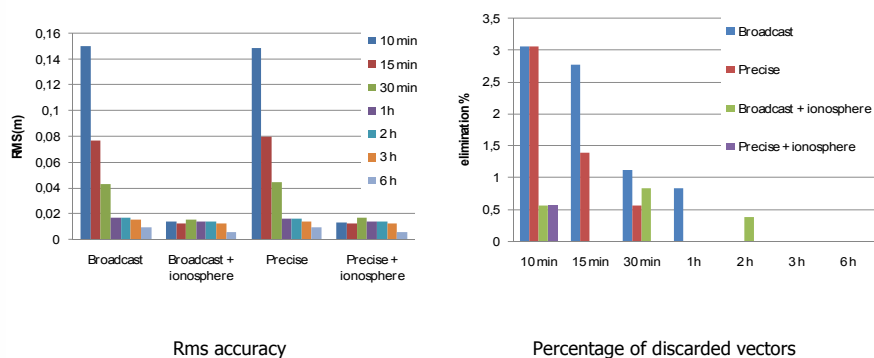 0,16
0,14
0,12
0,1
0,08
0,06
0,04
0,02
0
RMS(m)
Broadcast
Broadcast + ionosphere
Precise
Precise + ionosphere
10 min
15 min
30 min
1h
2 h
3 h
6 h
Rms accuracy
3,5
3
2,5
2
1,5
1
0,5
0
elimination %
10 min
15 min
30 min
1h
2 h
3 h
6 h
Broadcast
Precise
Broadcast + ionosphere
Precise + ionosphere
Percentage of discarded vectors